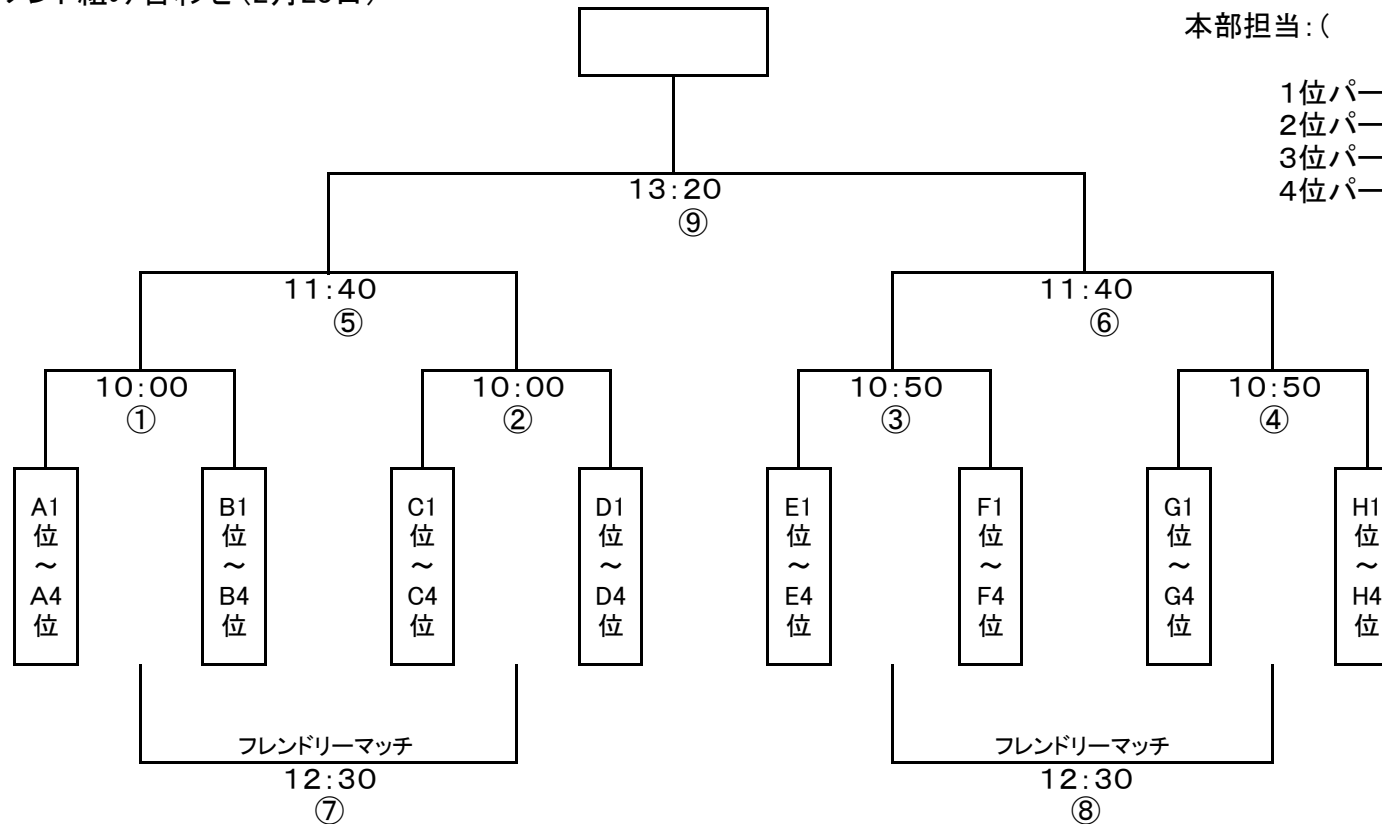 本部担当:(
1位パー
2位パー
3位パー
4位パー
13:20
⑨
11:40
⑤
11:40
⑥
10:00
①
10:00
②
10:50
③
10:50
④
A1
位
～
A4
位
B1
位
～
B4
位
C1
位
～
C4
位
D1
位
～
D4
位
E1
位
～
E4
位
F1
位
～
F4
位
G1
位
～
G4
位
H1
位
～
H4
位
フレンドリーマッチ
12:30
⑦
フレンドリーマッチ
12:30
⑧